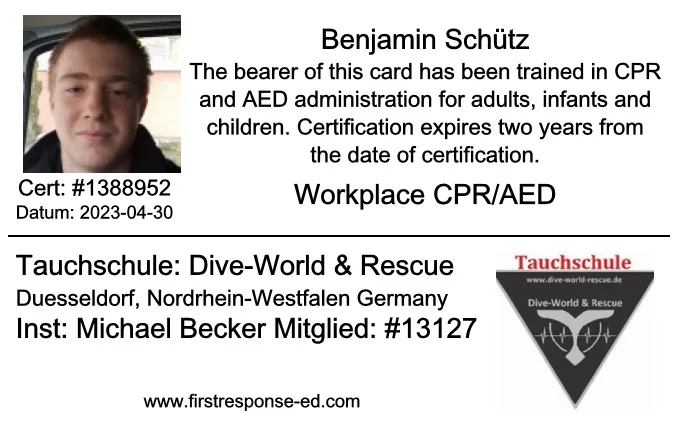 Benjamin Schütz
The bearer of this card has been trained in CPR
and AED administration for adults, infants and
children. Certification expires two years from
the date of certification.
Workplace CPR/AED
Cert: #1388952
Datum: 2023-04-30
Tauchschule: Dive-World & Rescue
Duesseldorf, Nordrhein-Westfalen Germany
Inst: Michael Becker Mitglied: #13127
Tauchschule
www.dive-world-rescue.de
Dive-World & Rescue
www.firstresponse-ed.com